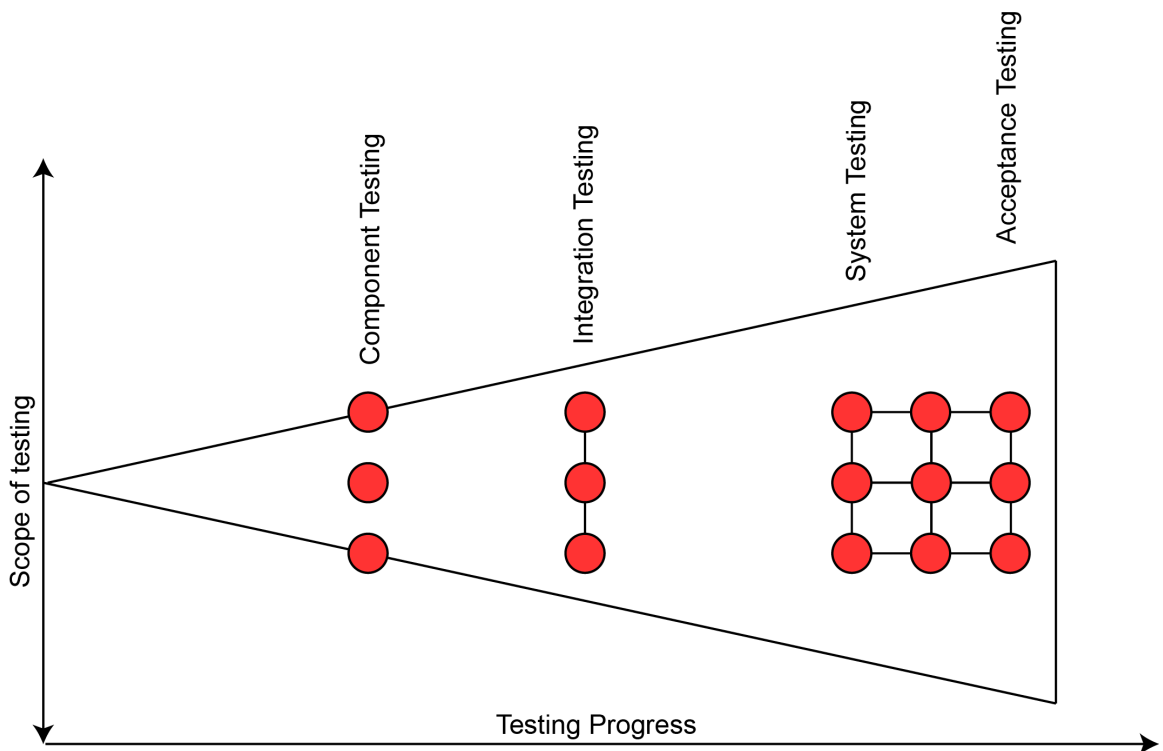 Component Testing
Integration Testing
System Testing
Acceptance Testing
Scope of testing
Testing Progress